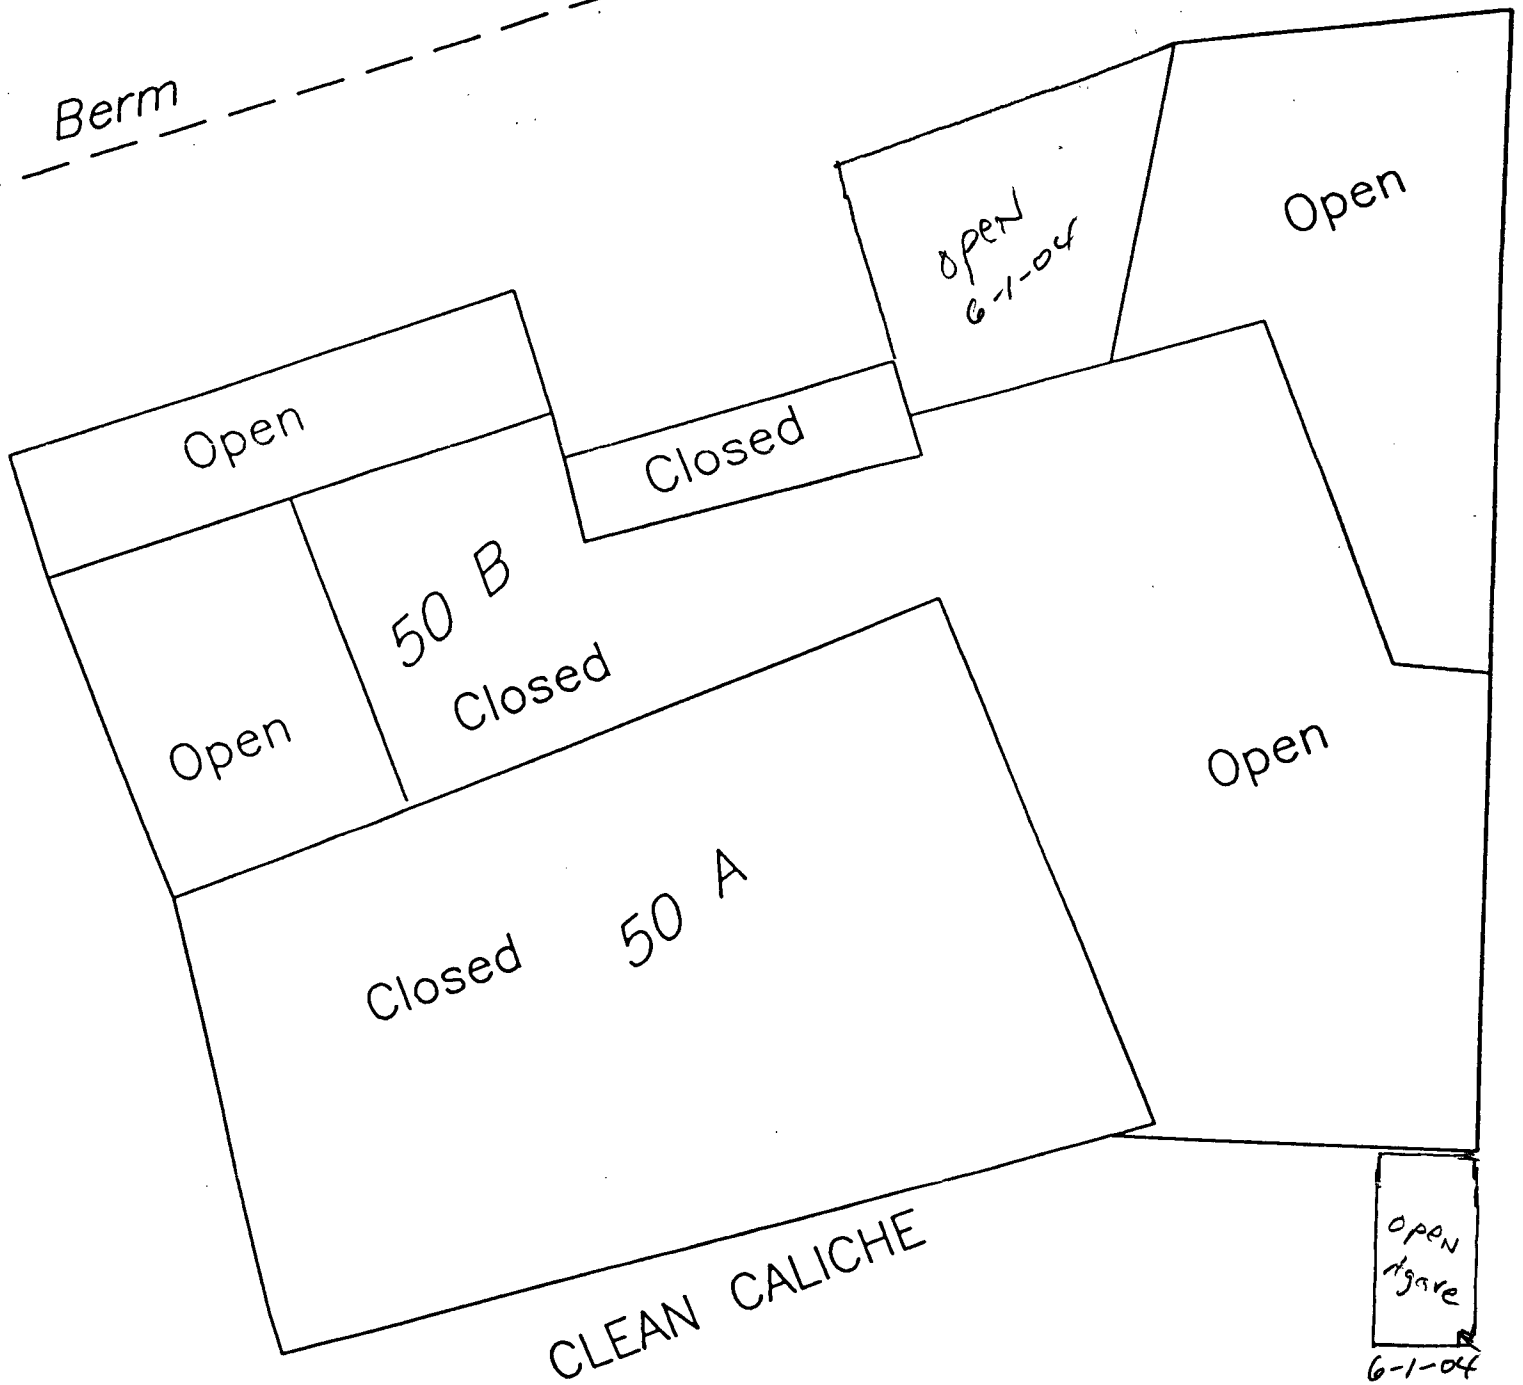 Berm
Open
open
6-1-04
Open
Closed
50 B
Closed
Open
Open
Closed 50 A
CLEAN CALICHE
open
Agave
6-1-04